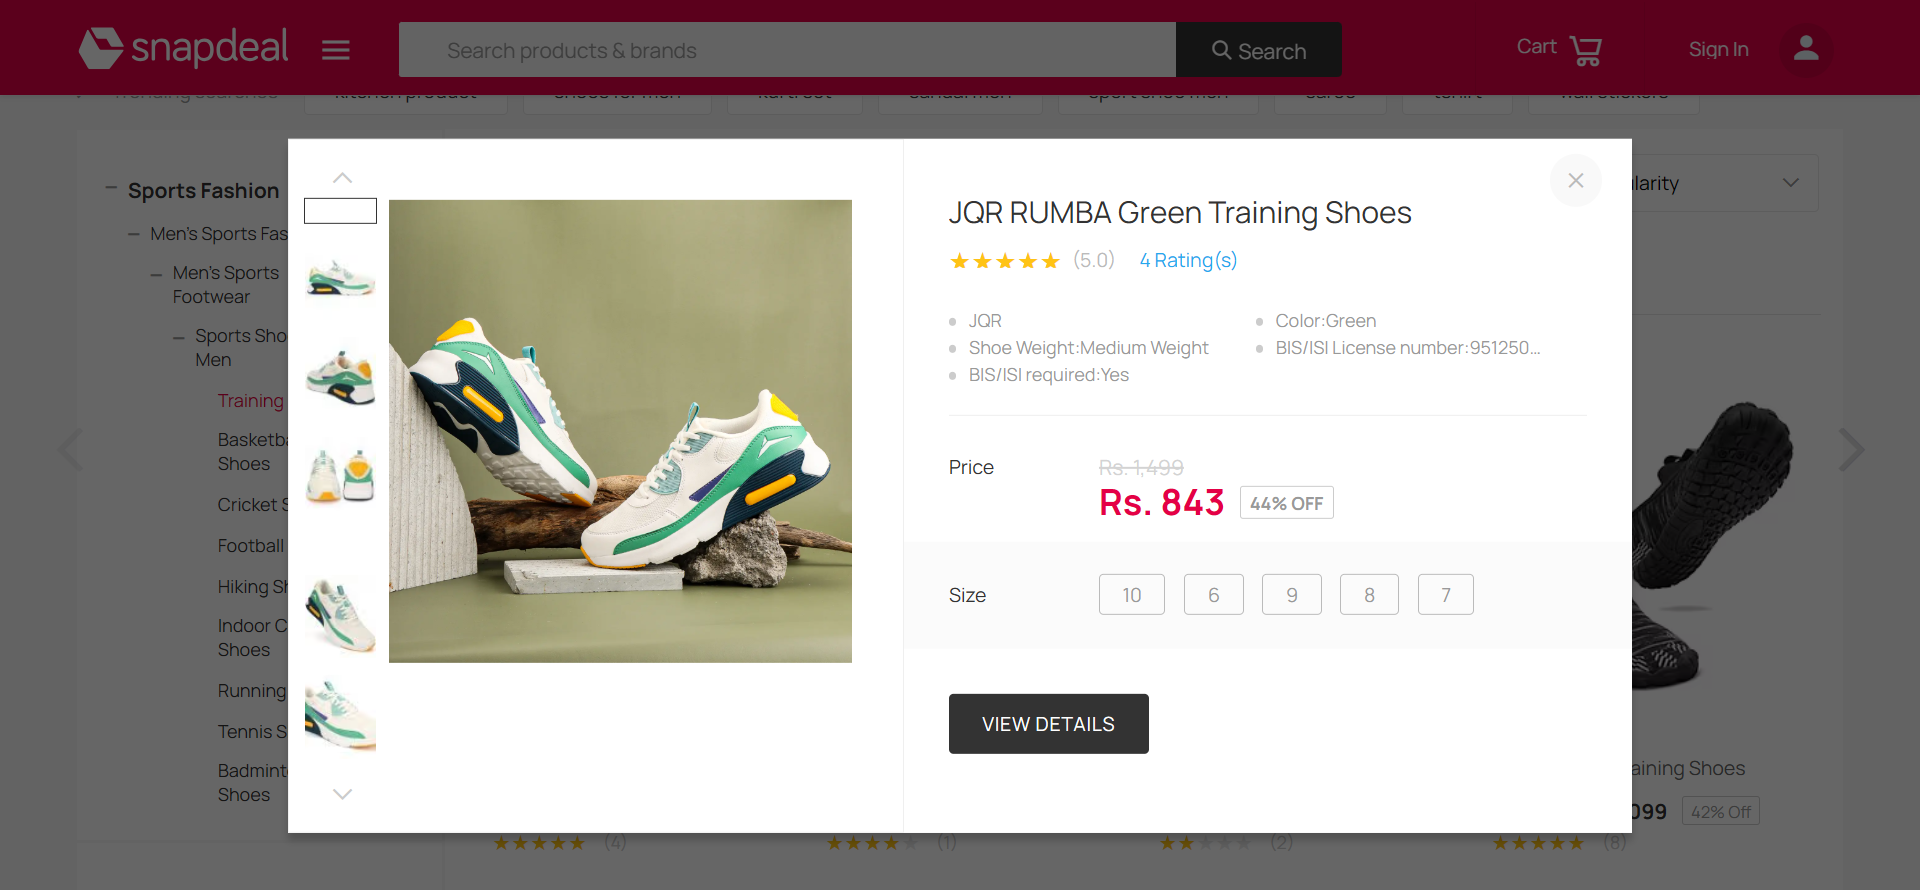 snapdeal
Search products & brands
Search
Cart
Sign In
Sports Fashion
Men's Sports Fas
Men's Sports
Footwear
Sports Sho
Men
Training
Basketba
Shoes
Cricket S
Football
Hiking Sh
Indoor C
Shoes
Running
Tennis S
Badmint
Shoes
JQR RUMBA Green Training Shoes
(5.0) 4 Rating(s)
JQR
Color:Green
Shoe Weight:Medium Weight
BIS/ISI License number:951250...
BIS/ISI required:Yes
Price
Rs. 1,499
Rs. 843 44% OFF
Size 10 6 9 8 7
VIEW DETAILS
larity
aining Shoes
099 42% Off
(4) (1) (2) (8)